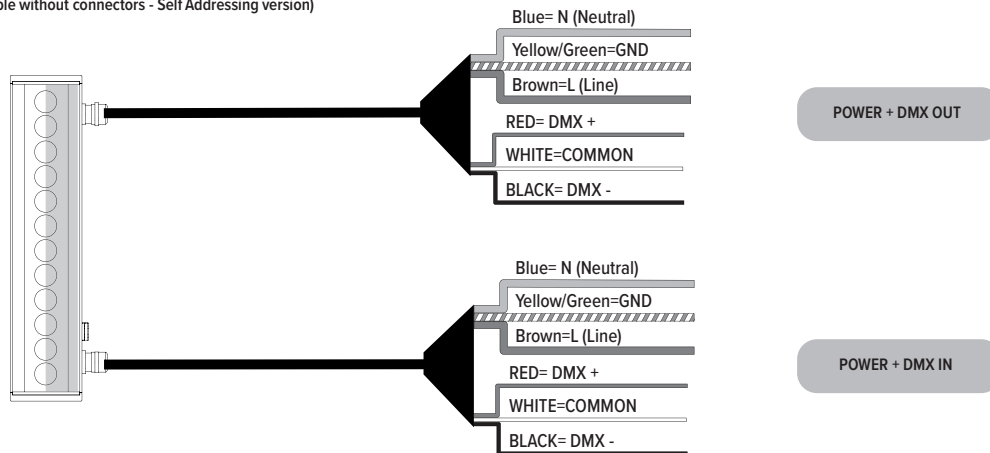 without connectors - Self Addressing version)
Blue= N (Neutral)
Yellow/Green=GND
Brown=L (Line)
RED= DMX +
WHITE=COMMON
BLACK= DMX -
POWER + DMX OUT
Blue= N (Neutral)
Yellow/Green=GND
Brown=L (Line)
RED= DMX +
WHITE=COMMON
BLACK= DMX -
POWER + DMX IN